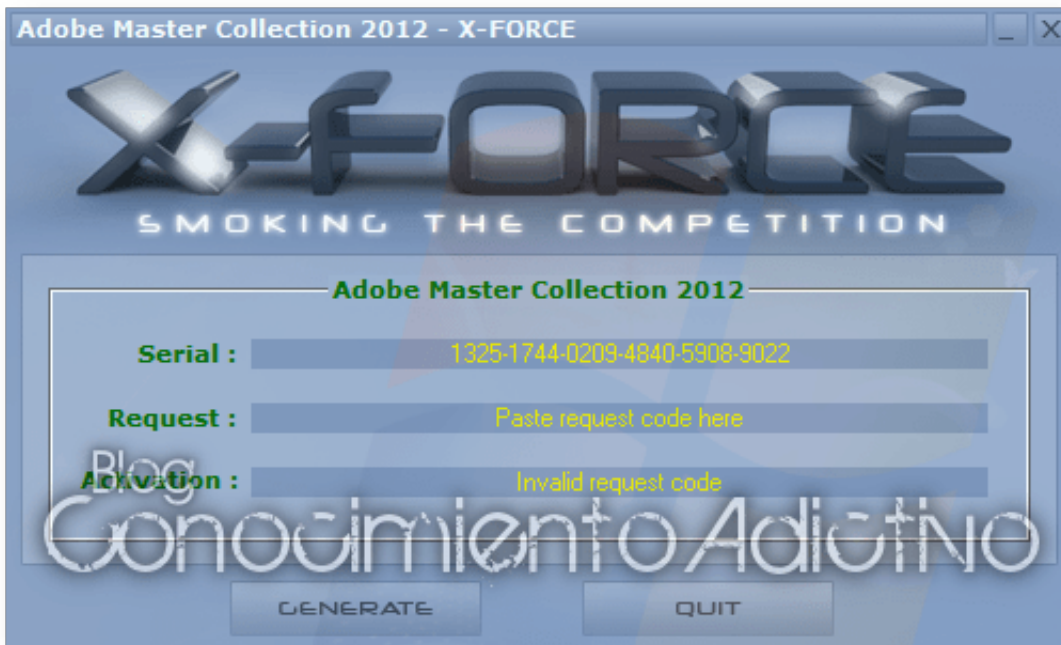 Adobe Master Collection 2012 - X-FORCE
X-FORCE
SMOKING THE COMPETITION
Adobe Master Collection 2012
Serial : 1325-1744-0209-4840-5908-9022
Request : Paste request code here
Blog
Activation : Invalid request code
Conocimiento Adictivo
GENERATE QUIT